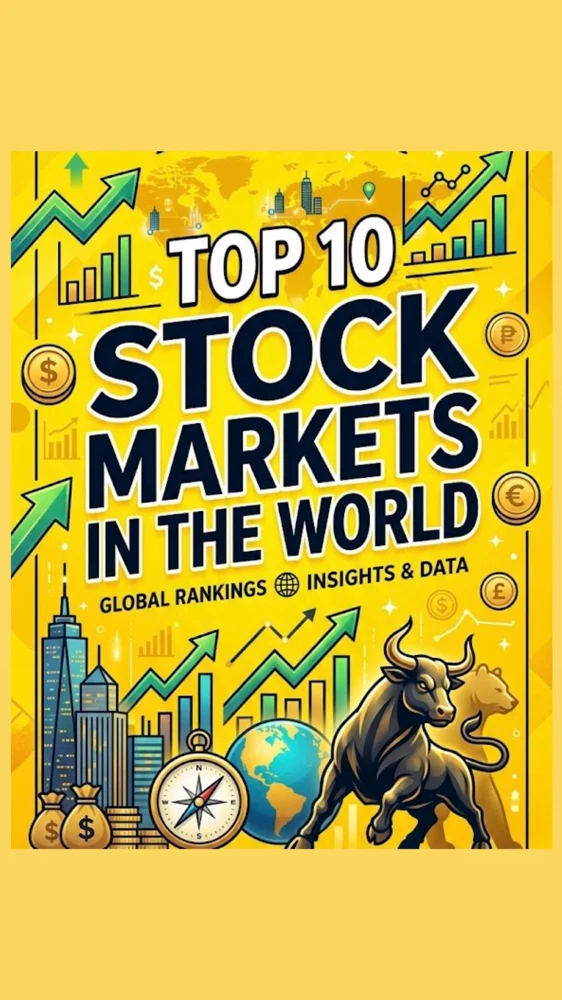 TOP 10
STOCK
MARKETS
IN THE WORLD
GLOBAL RANKINGS INSIGHTS & DATA
$
$
₱
€
$
£
N
E
S
W
$
$